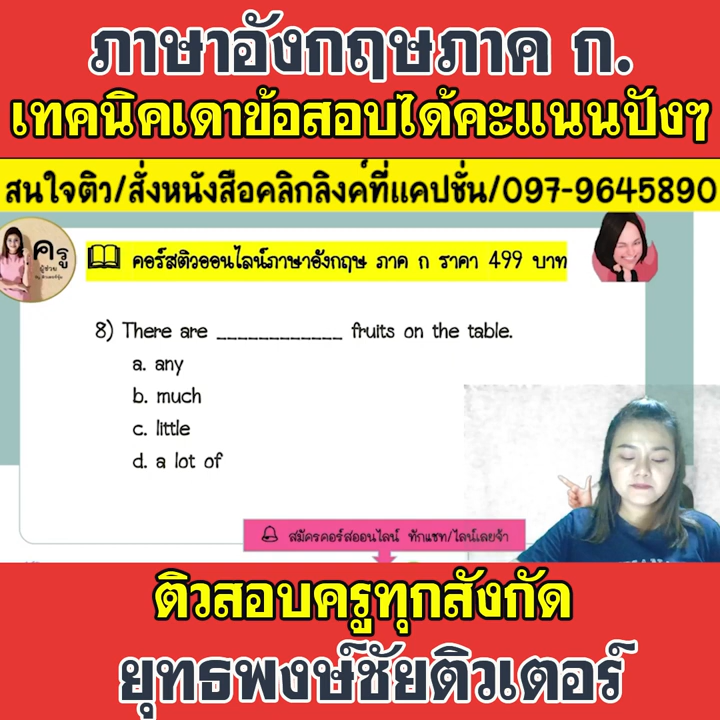 ภาษาอังกฤษภาค ก.
เทคนิคเดาข้อสอบได้คะแนนปังๆ
สนใจติว/สั่งหนังสือคลิกลิงค์ที่แคปชั่น/097-9645890
ครู
ผู้ช่วย
คอร์สติวออนไลน์ภาษาอังกฤษ ภาค ก ราคา 499 บาท
8) There are ____________ fruits on the table.
a. any
b. much
c. little
d. a lot of
สมัครคอร์สออนไลน์ ทักแชท/ไลน์เลยจ้า
ติวสอบครูทุกสังกัด
ยุทธพงษ์ชัยติวเตอร์